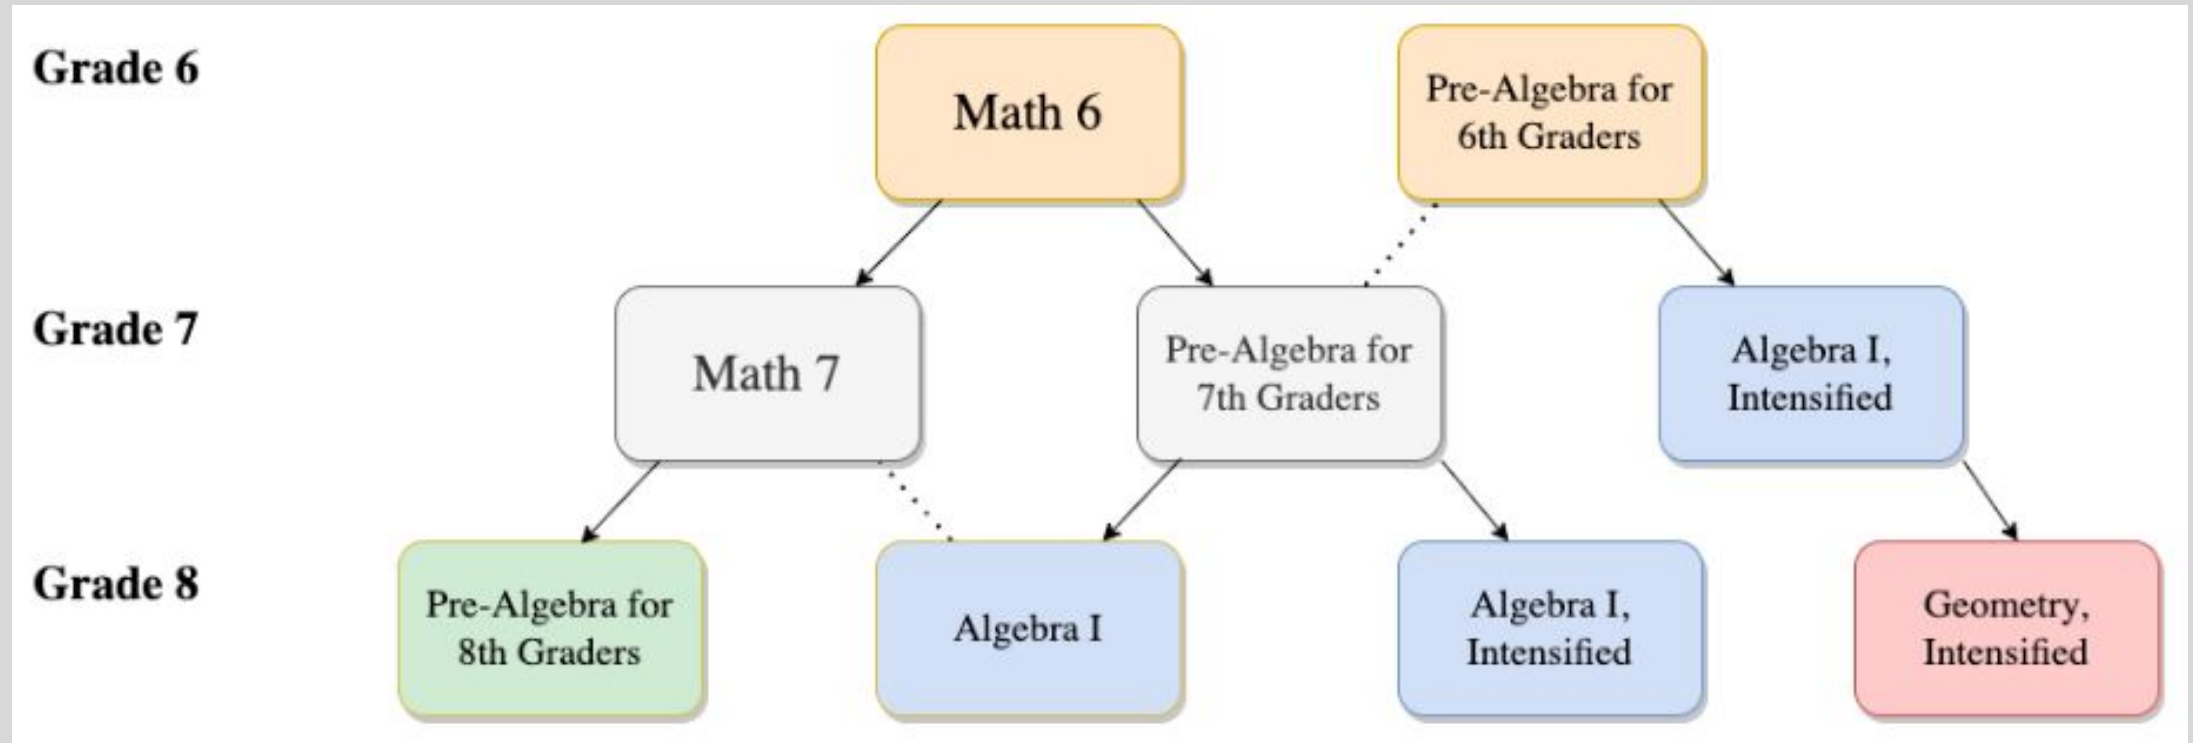 Grade 6
Math 6
Pre-Algebra for
6th Graders
Grade 7
Math 7
Pre-Algebra for
7th Graders
Algebra I,
Intensified
Grade 8
Pre-Algebra for
8th Graders
Algebra I
Algebra I,
Intensified
Geometry,
Intensified